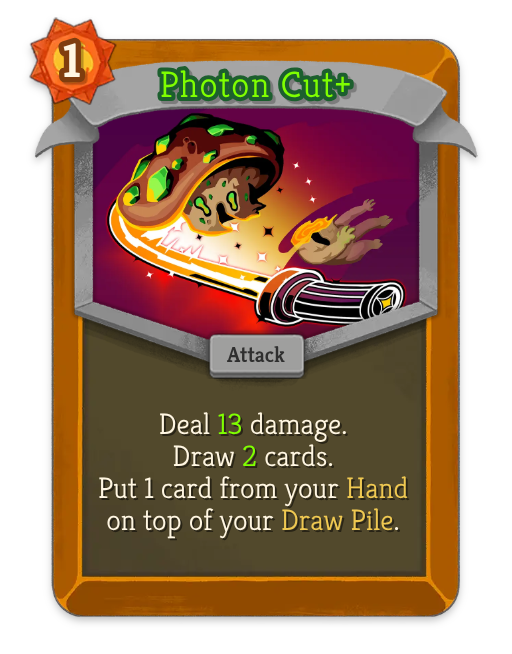 1
Photon Cut+
Attack
Deal 13 damage.
Draw 2 cards.
Put 1 card from your Hand
on top of your Draw Pile.